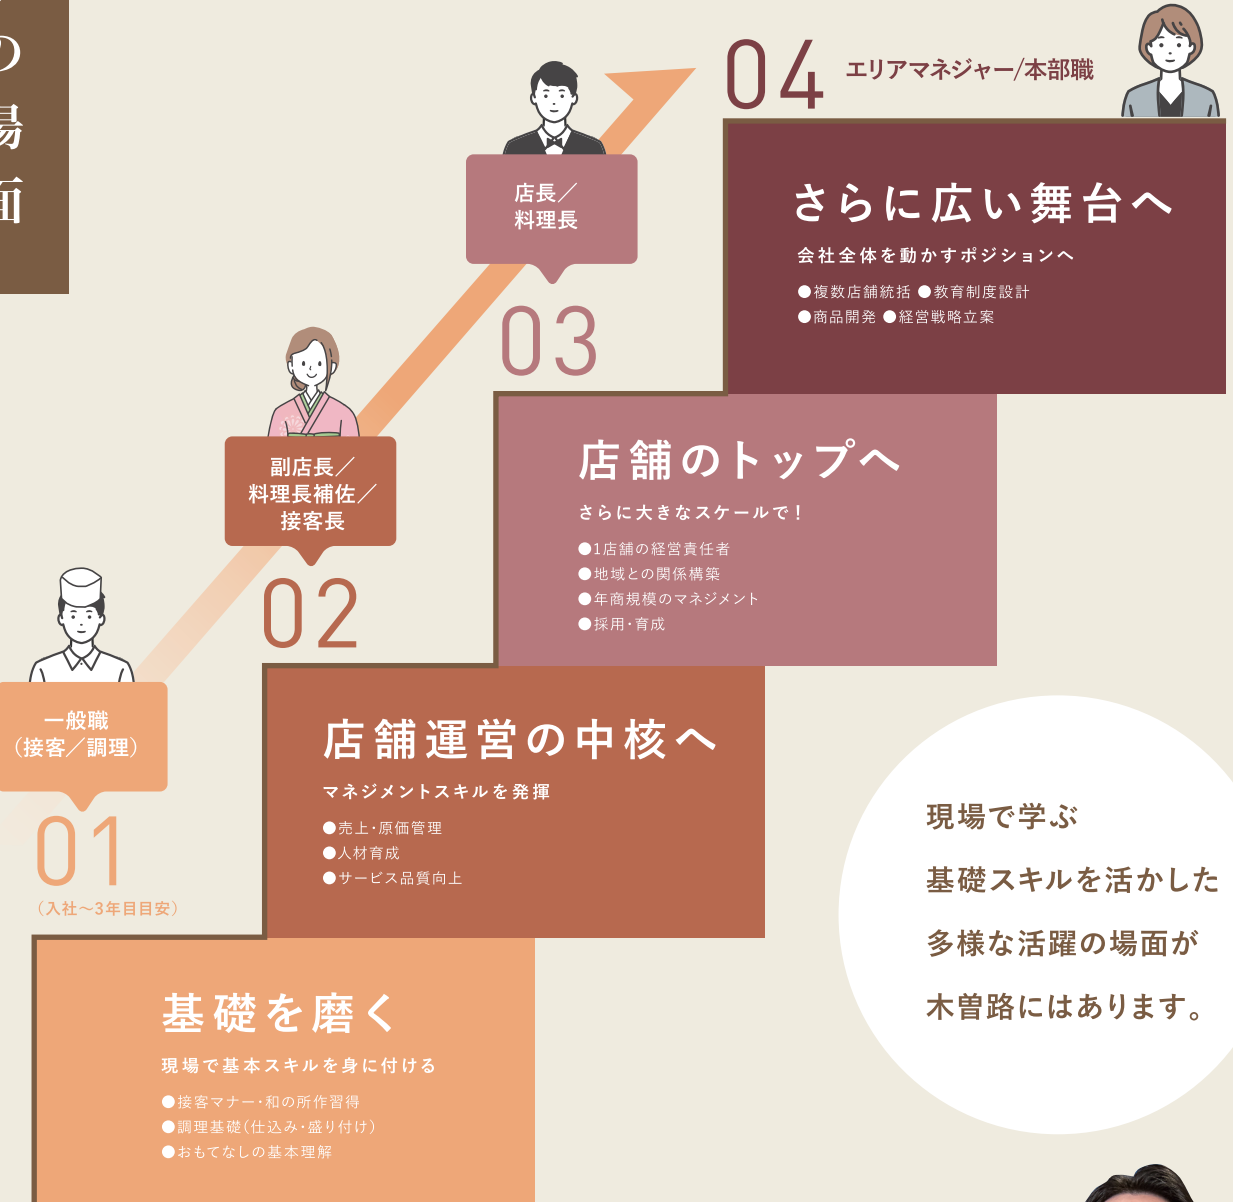 の
場
面
04
エリアマネジャー/本部職
さらに広い舞台へ
会社全体を動かすポジションへ
●複数店舗統括 ●教育制度設計
●商品開発 ●経営戦略立案
店長／
料理長
03
店舗のトップへ
さらに大きなスケールで！
●1店舗の経営責任者
●地域との関係構築
●年商規模のマネジメント
●採用・育成
副店長／
料理長補佐／
接客長
02
店舗運営の中核へ
マネジメントスキルを発揮
●売上・原価管理
●人材育成
●サービス品質向上
一般職
（接客／調理）
01
（入社〜3年目目安）
基礎を磨く
現場で基本スキルを身に付ける
●接客マナー・和の所作習得
●調理基礎（仕込み・盛り付け）
●おもてなしの基本理解
現場で学ぶ
基礎スキルを活かした
多様な活躍の場面が
木曽路にはあります。